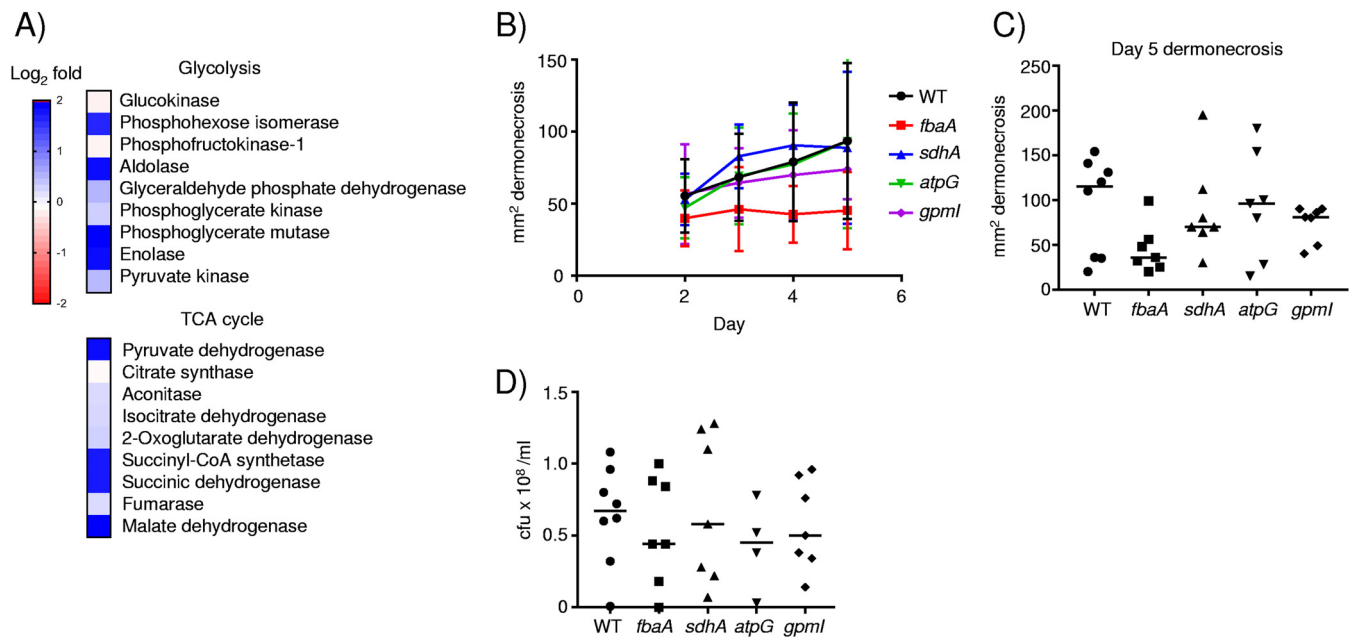 A)
Log2 fold
Glycolysis
2
1
0
-1
-2
Glucokinase
Phosphohexose isomerase
Phosphofructokinase-1
Aldolase
Glyceraldehyde phosphate dehydrogenase
Phosphoglycerate kinase
Phosphoglycerate mutase
Enolase
Pyruvate kinase
TCA cycle
Pyruvate dehydrogenase
Citrate synthase
Aconitase
Isocitrate dehydrogenase
2-Oxoglutarate dehydrogenase
Succinyl-CoA synthetase
Succinic dehydrogenase
Fumarase
Malate dehydrogenase
B)
mm2 dermonecrosis
150
100
50
0
0 2 4 6
Day
WT
fbaA
sdhA
atpG
gpmI
C)
Day 5 dermonecrosis
mm2 dermonecrosis
250
200
150
100
50
0
WT fbaA sdhA atpG gpmI
D)
cfu x 108 /ml
1.5
1.0
0.5
0
WT fbaA sdhA atpG gpmI